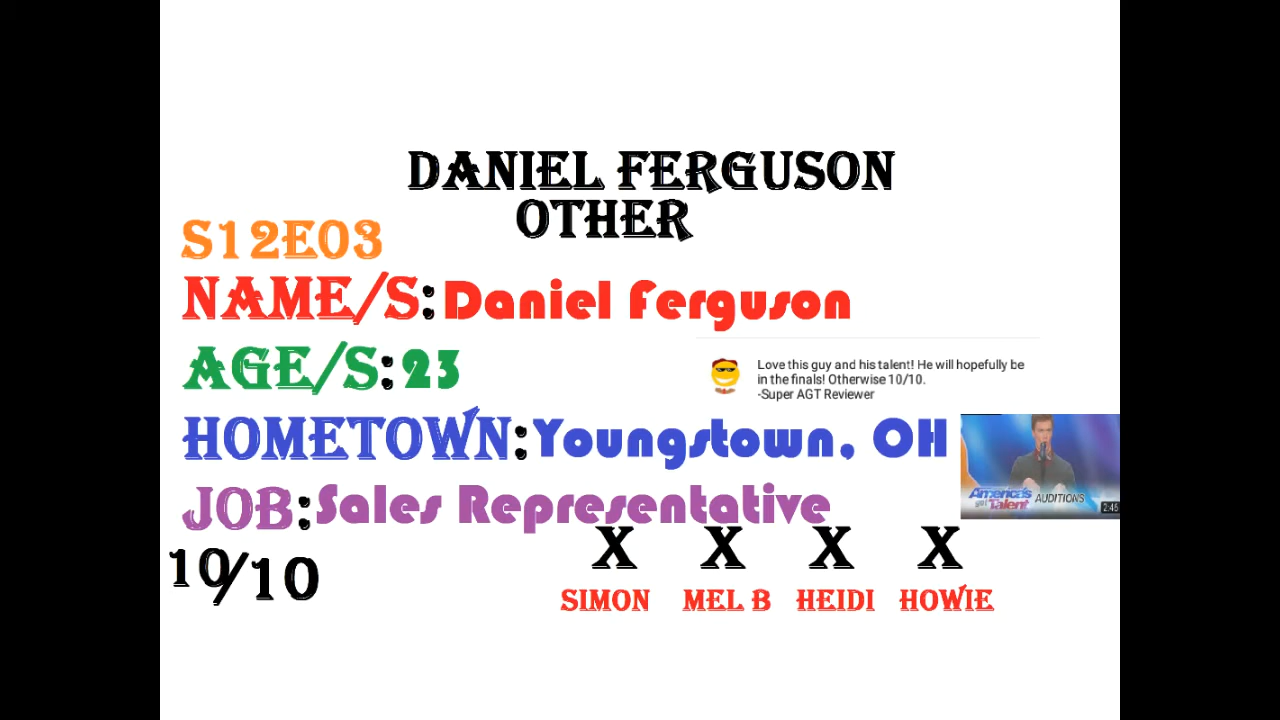 DANIEL FERGUSON
OTHER
S12E03
NAME/S:Daniel Ferguson
AGE/S:23
Love this guy and his talent! He will hopefully be
in the finals! Otherwise 10/10.
-Super AGT Reviewer
HOMETOWN:Youngstown, OH
JOB:Sales Representative
America's
got Talent
AUDITIONS
2:46
10/10
X X X X
SIMON MEL B HEIDI HOWIE